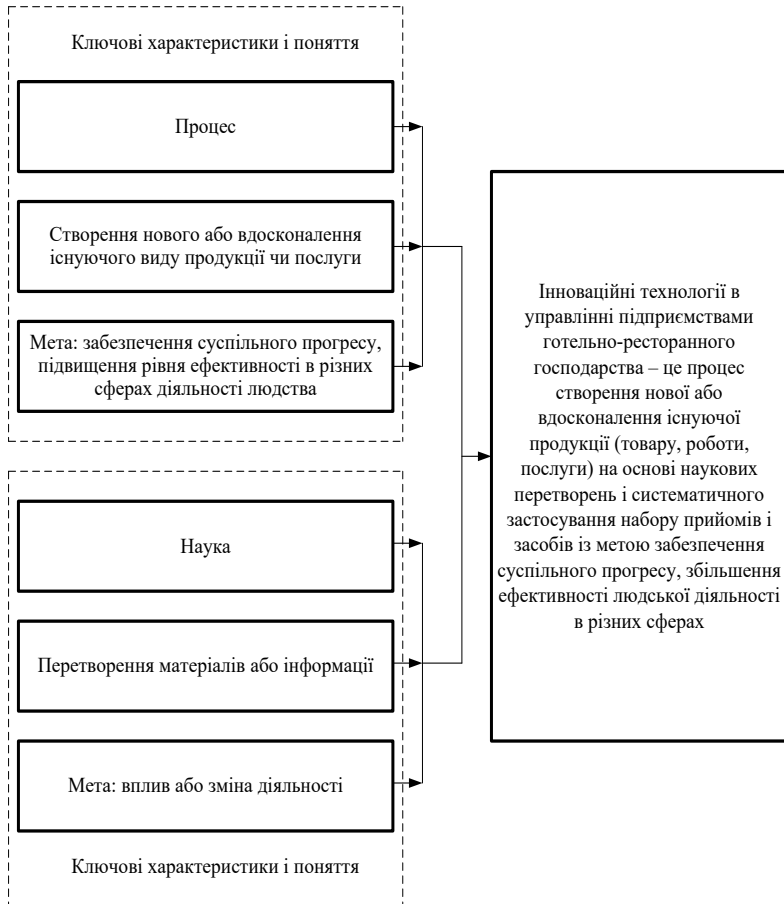 Ключові характеристики і поняття
Процес
Створення нового або вдосконалення
існуючого виду продукції чи послуги
Мета: забезпечення суспільного прогресу,
підвищення рівня ефективності в різних
сферах діяльності людства
Наука
Перетворення матеріалів або інформації
Мета: вплив або зміна діяльності
Ключові характеристики і поняття
Інноваційні технології в
управлінні підприємствами
готельно-ресторанного
господарства – це процес
створення нової або
вдосконалення існуючої
продукції (товару, роботи,
послуги) на основі наукових
перетворень і систематичного
застосування набору прийомів і
засобів із метою забезпечення
суспільного прогресу, збільшення
ефективності людської діяльності
в різних сферах